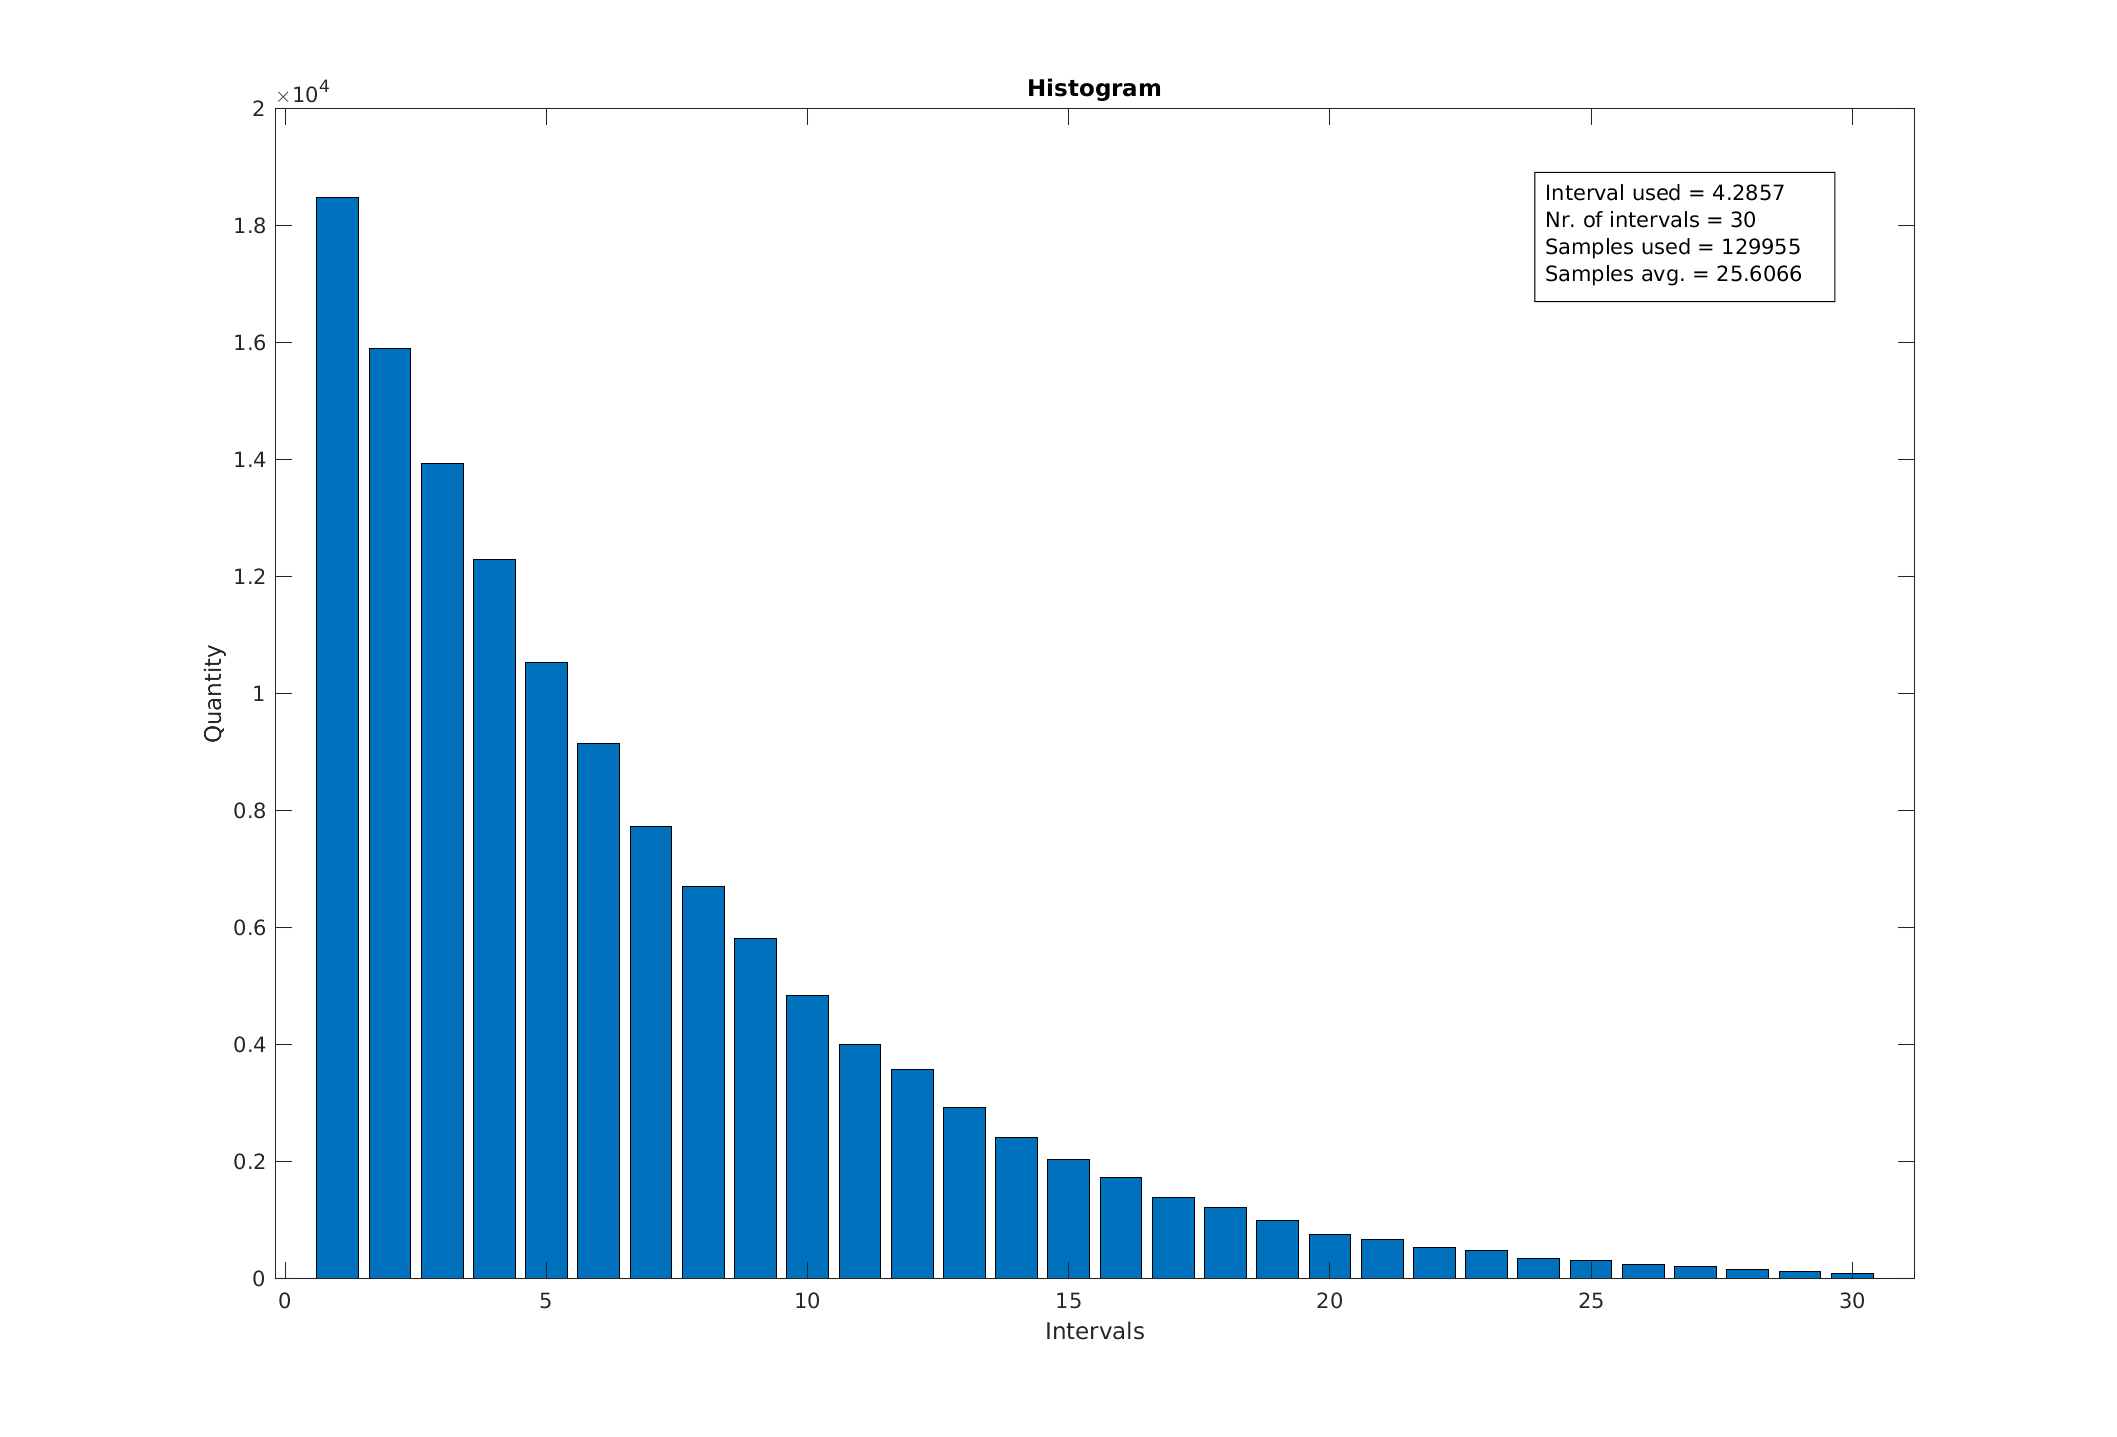 Histogram
×10⁴
2
1.8
1.6
1.4
1.2
1
0.8
0.6
0.4
0.2
0
Quantity
Interval used = 4.2857
Nr. of intervals = 30
Samples used = 129955
Samples avg. = 25.6066
0 5 10 15 20 25 30
Intervals